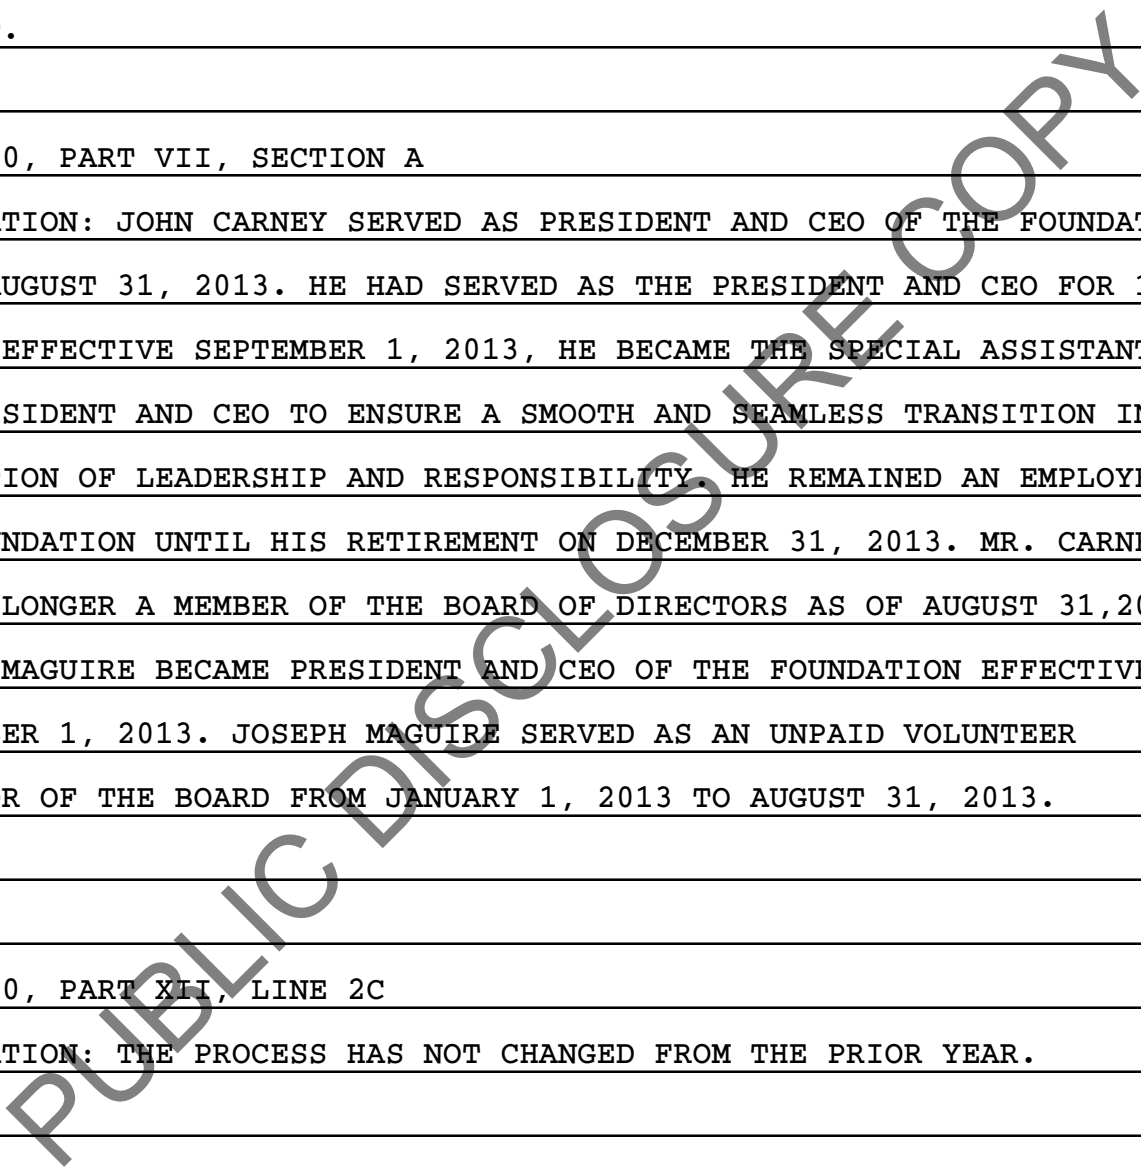 .
0, PART VII, SECTION A
ATION: JOHN CARNEY SERVED AS PRESIDENT AND CEO OF THE FOUNDAT
AUGUST 31, 2013. HE HAD SERVED AS THE PRESIDENT AND CEO FOR 1
EFFECTIVE SEPTEMBER 1, 2013, HE BECAME THE SPECIAL ASSISTANT
SIDENT AND CEO TO ENSURE A SMOOTH AND SEAMLESS TRANSITION IN
TION OF LEADERSHIP AND RESPONSIBILITY. HE REMAINED AN EMPLOYE
NDATION UNTIL HIS RETIREMENT ON DECEMBER 31, 2013. MR. CARNE
LONGER A MEMBER OF THE BOARD OF DIRECTORS AS OF AUGUST 31,20
MAGUIRE BECAME PRESIDENT AND CEO OF THE FOUNDATION EFFECTIVE
ER 1, 2013. JOSEPH MAGUIRE SERVED AS AN UNPAID VOLUNTEER
R OF THE BOARD FROM JANUARY 1, 2013 TO AUGUST 31, 2013.
0, PART XII, LINE 2C
ATION: THE PROCESS HAS NOT CHANGED FROM THE PRIOR YEAR.
PUBLIC DISCLOSURE COPY